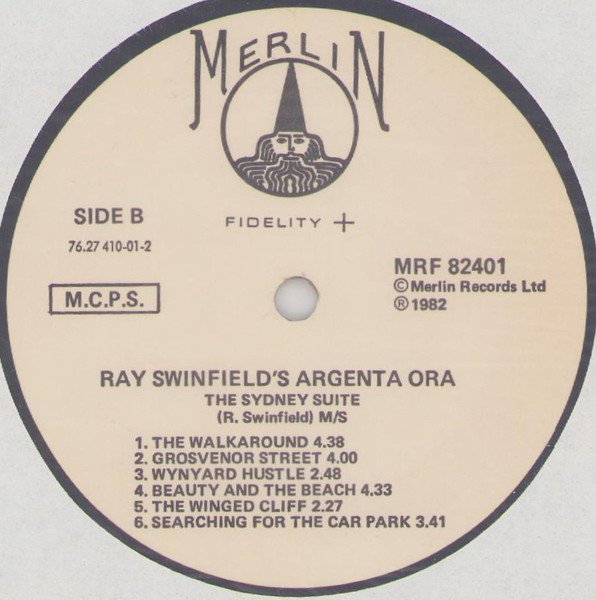 MERLIN
FIDELITY +
SIDE B
76.27 410-01-2
M.C.P.S.
MRF 82401
© Merlin Records Ltd
® 1982
RAY SWINFIELD'S ARGENTA ORA
THE SYDNEY SUITE
(R. Swinfield) M/S
1. THE WALKAROUND 4.38
2. GROSVENOR STREET 4.00
3. WYNYARD HUSTLE 2.48
4. BEAUTY AND THE BEACH 4.33
5. THE WINGED CLIFF 2.27
6. SEARCHING FOR THE CAR PARK 3.41